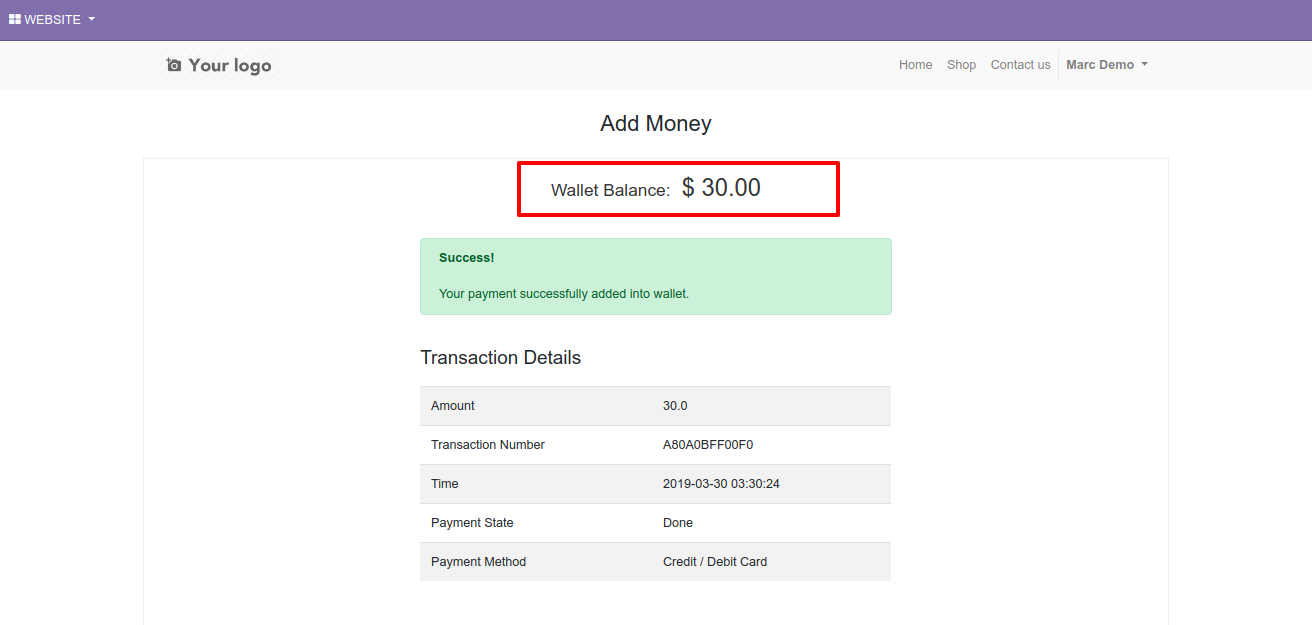 WEBSITE
Your logo
Home Shop Contact us Marc Demo
Add Money
Wallet Balance: $ 30.00
Success!
Your payment successfully added into wallet.
Transaction Details
Amount 30.0
Transaction Number A80A0BFF00F0
Time 2019-03-30 03:30:24
Payment State Done
Payment Method Credit / Debit Card